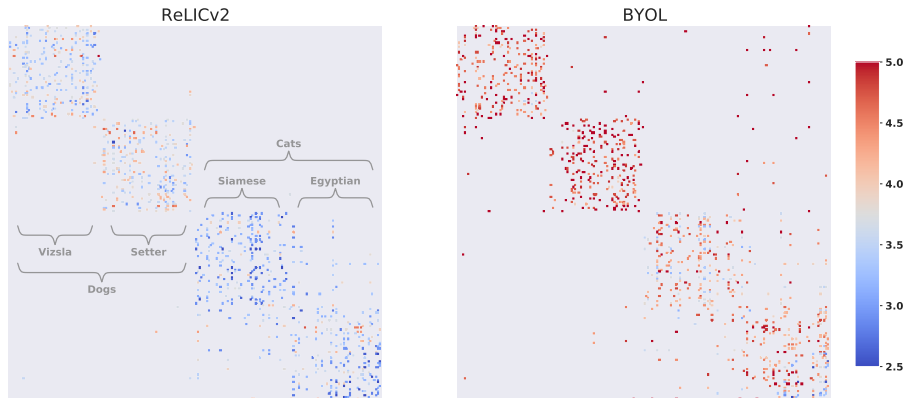 ReLICv2
BYOL
Cats
Siamese
Egyptian
Vizsla
Setter
Dogs
5.0
4.5
4.0
3.5
3.0
2.5